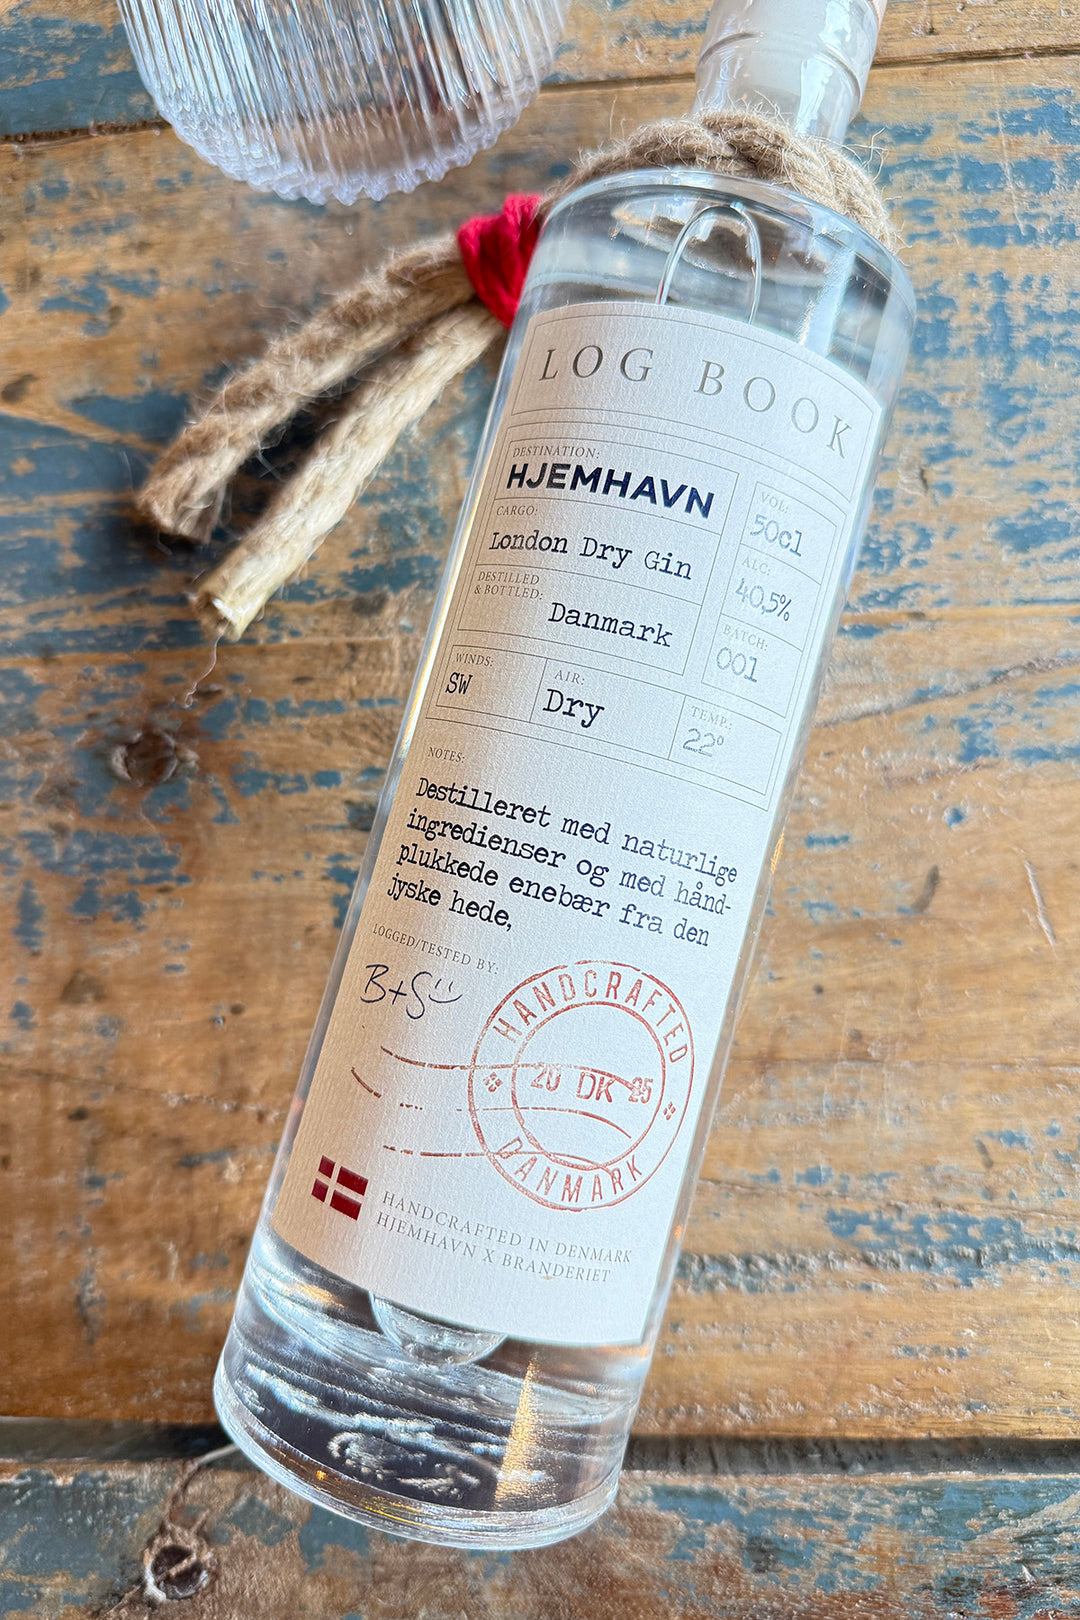 LOG BOOK
DESTINATION:
HJEMHAVN
CARGO:
London Dry Gin
DISTILLED
& BOTTLED:
Danmark
VOL:
50cl
ALC:
40,5%
BATCH:
001
WINDS:
SW
AIR:
Dry
TEMP.:
22°
NOTES:
Destilleret med naturlige
ingredienser og med hånd-
plukkede enebær fra den
jyske hede,
LOGGED/TESTED BY:
B+S
HANDCRAFTED
20 DK 25
DANMARK
HANDCRAFTED IN DENMARK
HJEMHAVN X BRANDERIET